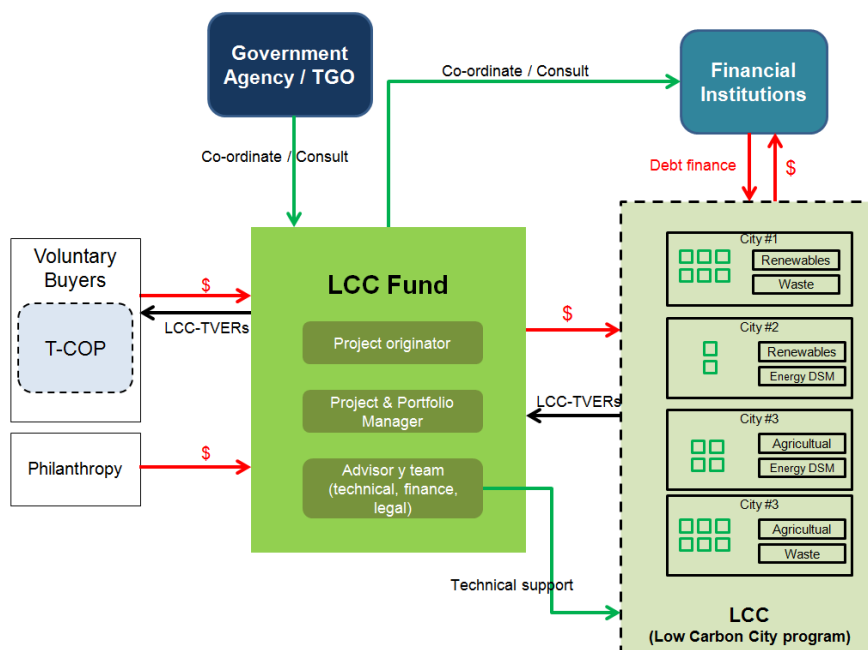 Government
Agency / TGO
Co-ordinate / Consult
Financial
Institutions
Co-ordinate / Consult
Debt finance
$
Voluntary
Buyers
T-COP
$
LCC-TVERs
Philanthropy
$
LCC Fund
Project originator
Project & Portfolio
Manager
Advisor y team
(technical, finance,
legal)
$
LCC-TVERs
Technical support
City #1
Renewables
Waste
City #2
Renewables
Energy DSM
City #3
Agricultual
Energy DSM
City #3
Agricultual
Waste
LCC
(Low Carbon City program)